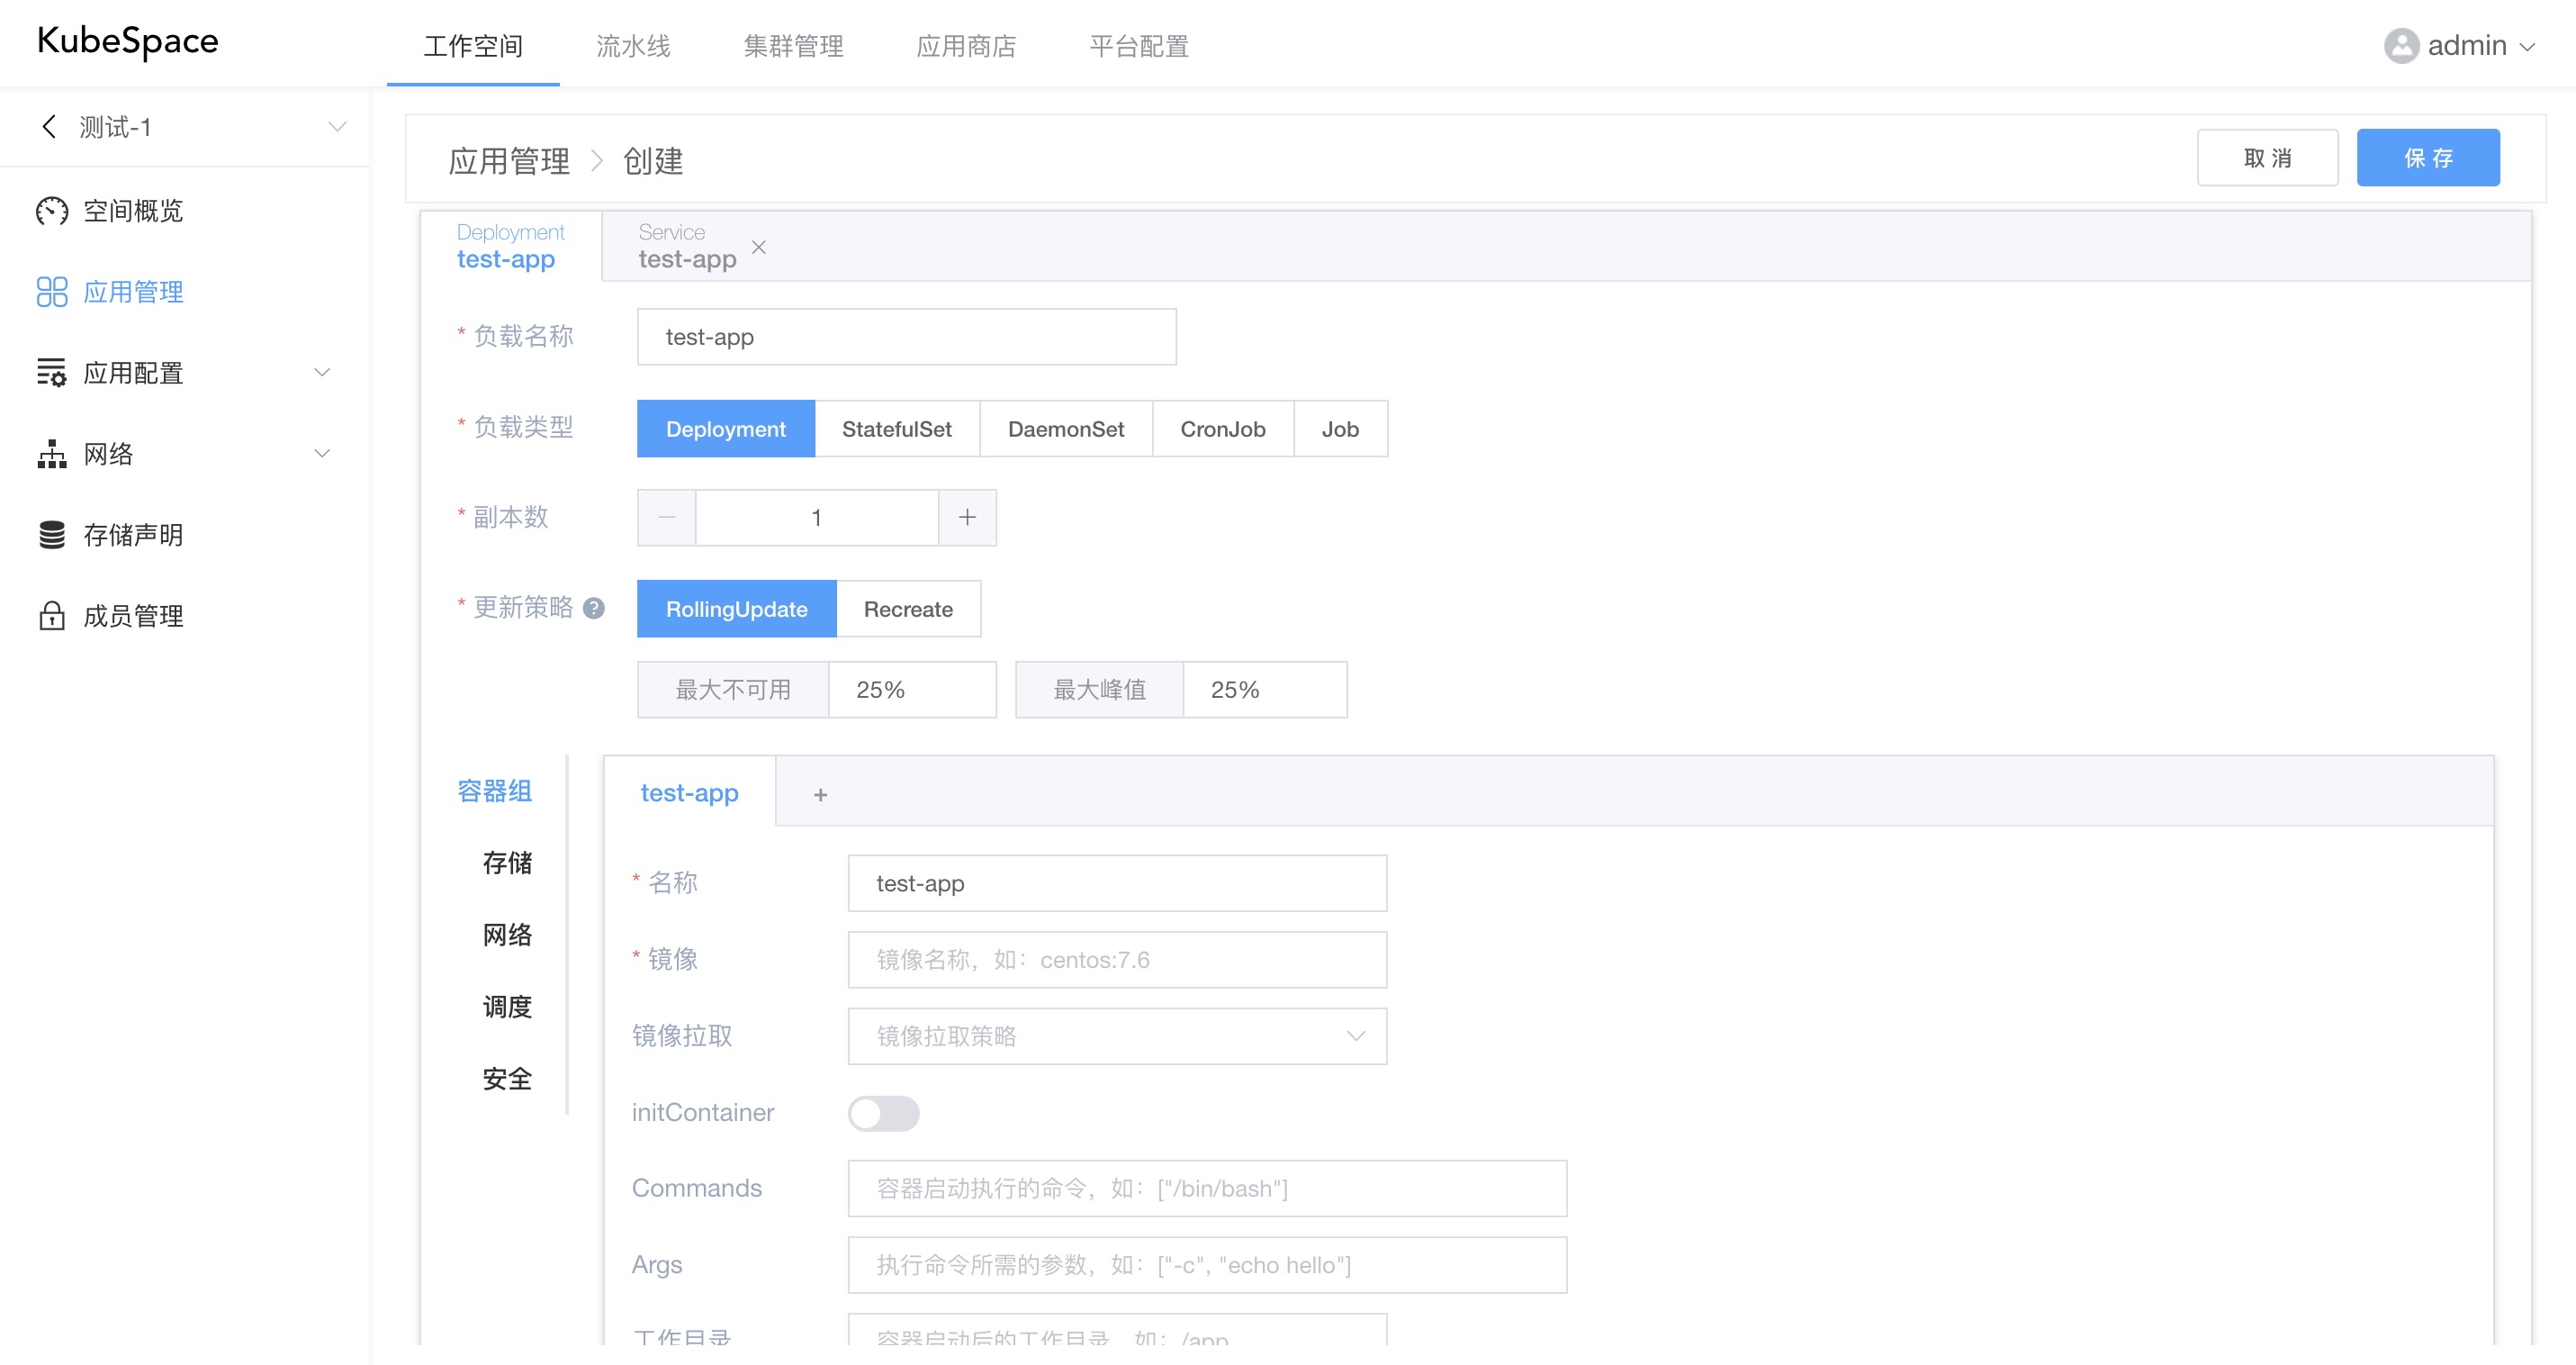 KubeSpace
工作空间
流水线
集群管理
应用商店
平台配置
admin
测试-1
空间概览
应用管理
应用配置
网络
存储声明
成员管理
应用管理 > 创建
取 消
保 存
Deployment
test-app
Service
test-app
* 负载名称
test-app
* 负载类型
Deployment
StatefulSet
DaemonSet
CronJob
Job
* 副本数
1
* 更新策略
RollingUpdate
Recreate
最大不可用
25%
最大峰值
25%
容器组
存储
网络
调度
安全
test-app
* 名称
test-app
* 镜像
镜像名称，如：centos:7.6
镜像拉取
镜像拉取策略
initContainer
Commands
容器启动执行的命令，如：["/bin/bash"]
Args
执行命令所需的参数，如：["-c", "echo hello"]
工作目录
容器启动后的工作目录，如：/app